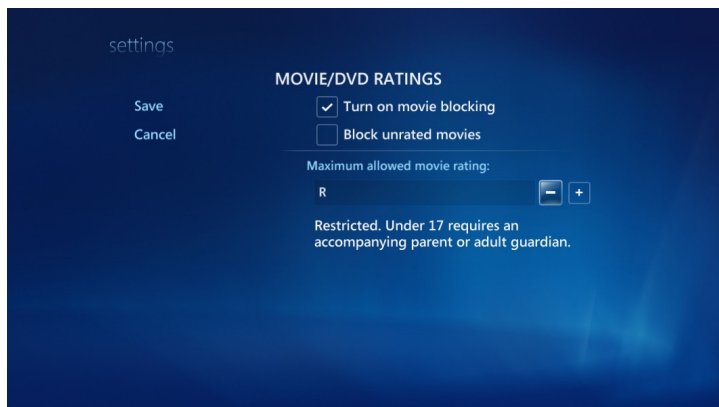 settings
MOVIE/DVD RATINGS
Save
Turn on movie blocking
Cancel
Block unrated movies
Maximum allowed movie rating:
R
Restricted. Under 17 requires an
accompanying parent or adult guardian.